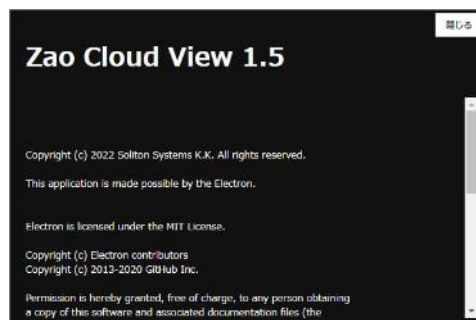 閉じる
Zao Cloud View 1.5
Copyright (c) 2022 Soliton Systems K.K. All rights reserved.
This application is made possible by the Electron.
Electron is licensed under the MIT License.
Copyright (c) Electron contributors
Copyright (c) 2013-2020 GitHub Inc.
Permission is hereby granted, free of charge, to any person obtaining
a copy of this software and associated documentation files (the